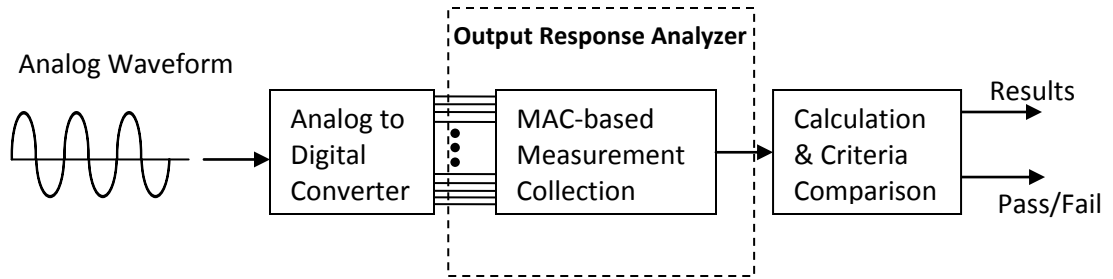 Output Response Analyzer
Analog Waveform
Analog to
Digital
Converter
MAC-based
Measurement
Collection
Calculation
& Criteria
Comparison
Results
Pass/Fail